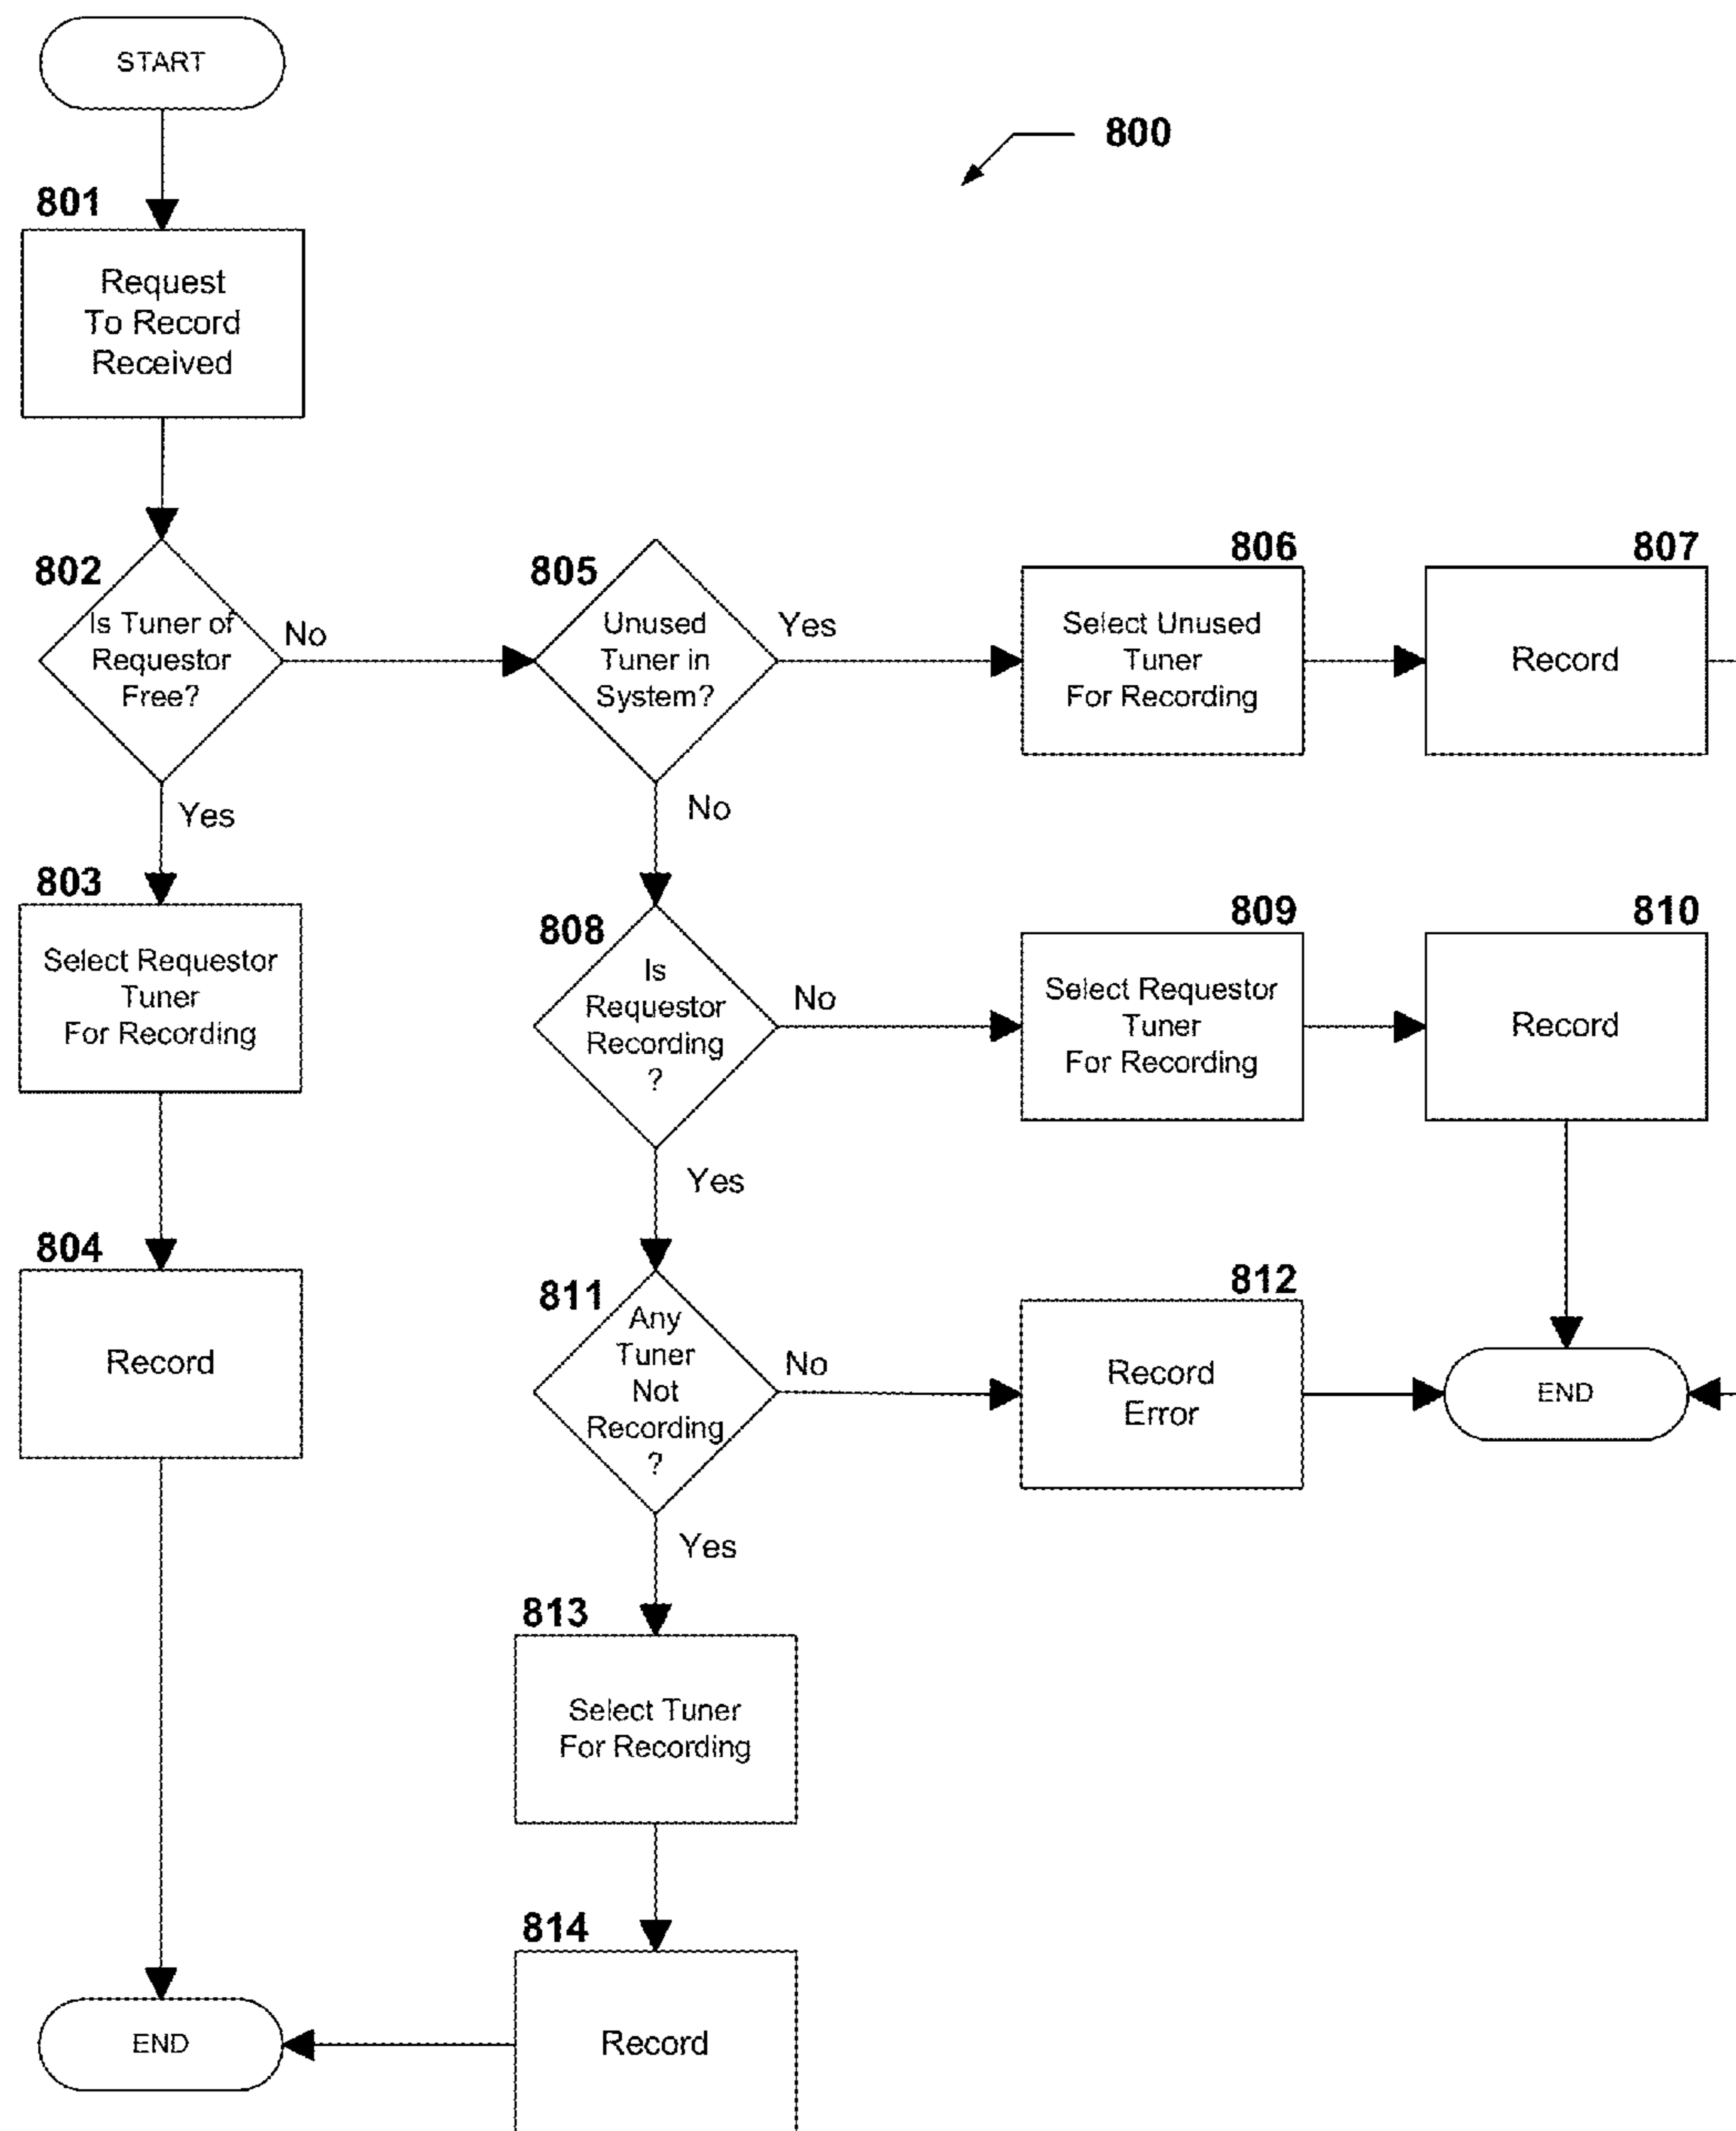 START
800
801
Request
To Record
Received
802
Is Tuner of
Requestor
Free?
No
805
Unused
Tuner in
System?
Yes
806
Select Unused
Tuner
For Recording
807
Record
Yes
No
803
Select Requestor
Tuner
For Recording
808
Is
Requestor
Recording
?
No
809
Select Requestor
Tuner
For Recording
810
Record
Yes
804
Record
811
Any
Tuner
Not
Recording
?
No
812
Record
Error
END
Yes
813
Select Tuner
For Recording
814
Record
END